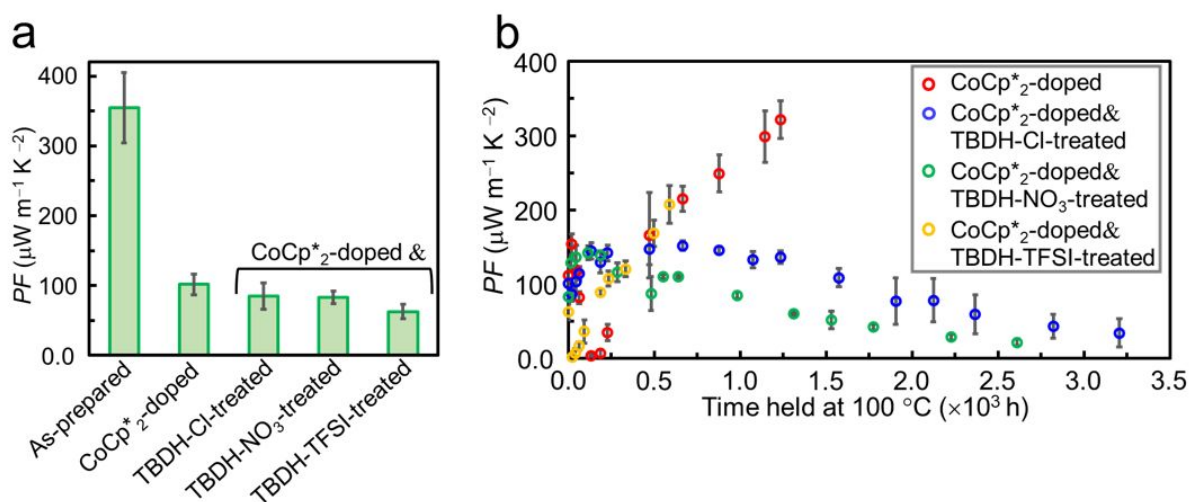 a
PF (μW m⁻¹ K⁻²)
400
300
200
100
0.0
CoCp*₂-doped &
As-prepared
CoCp*₂-doped
TBDH-Cl-treated
TBDH-NO₃-treated
TBDH-TFSI-treated
b
PF (μW m⁻¹ K⁻²)
400
300
200
100
0.0
0.0 0.5 1.0 1.5 2.0 2.5 3.0 3.5
Time held at 100 °C (×10³ h)
CoCp*₂-doped
CoCp*₂-doped&
TBDH-Cl-treated
CoCp*₂-doped&
TBDH-NO₃-treated
CoCp*₂-doped&
TBDH-TFSI-treated